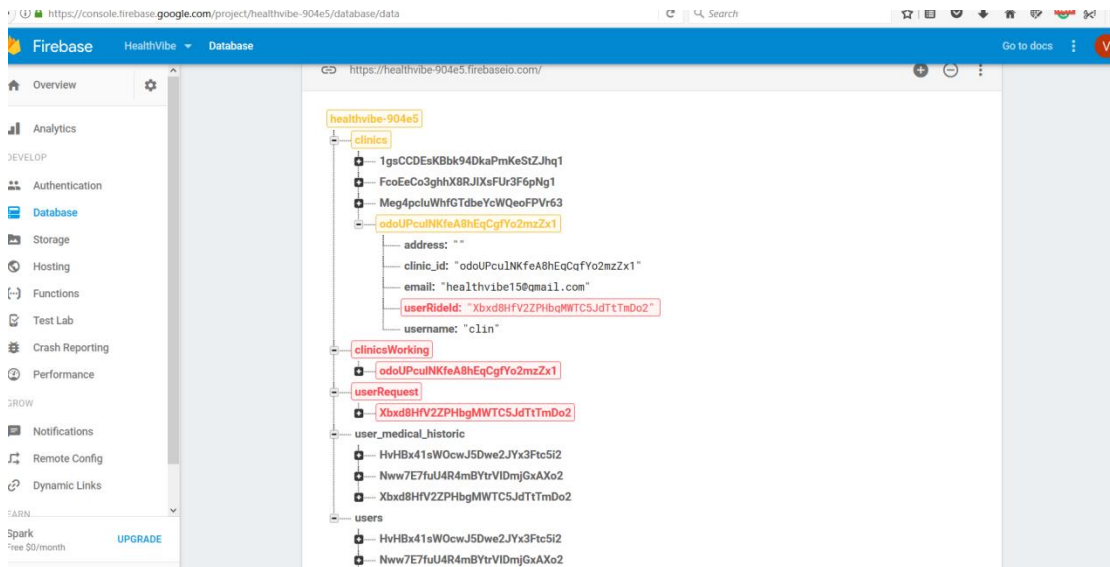 https://console.firebase.google.com/project/healthvibe-904e5/database/data
Search
Firebase
HealthVibe
Database
Go to docs
V
Overview
Analytics
DEVELOP
Authentication
Database
Storage
Hosting
Functions
Test Lab
Crash Reporting
Performance
GROW
Notifications
Remote Config
Dynamic Links
EARN
Spark
Free $0/month
UPGRADE
https://healthvibe-904e5.firebaseio.com/
healthvibe-904e5
clinics
1gsCCDEsKBbk94DkaPmKeStZJhq1
FcoEeCo3ghhX8RJIXsFUr3F6pNg1
Meg4pcluWhfGTdbeYcWQeoFPVr63
odoUPculNKfeA8hEqCgfYo2mzZx1
address: ""
clinic_id: "odoUPculNKfeA8hEqCqfYo2mzZx1"
email: "healthvibe15@gmail.com"
userRideId: "Xbxd8HfV2ZPHbqMWTC5JdTtTmDo2"
username: "clin"
clinicsWorking
odoUPculNKfeA8hEqCgfYo2mzZx1
userRequest
Xbxd8HfV2ZPHbgMWTC5JdTtTmDo2
user_medical_historic
HvHBx41sWOcwJ5Dwe2JYx3Ftc5i2
Nww7E7fuU4R4mBYtrVIDmjGxAXo2
Xbxd8HfV2ZPHbgMWTC5JdTtTmDo2
users
HvHBx41sWOcwJ5Dwe2JYx3Ftc5i2
Nww7E7fuU4R4mBYtrVIDmjGxAXo2